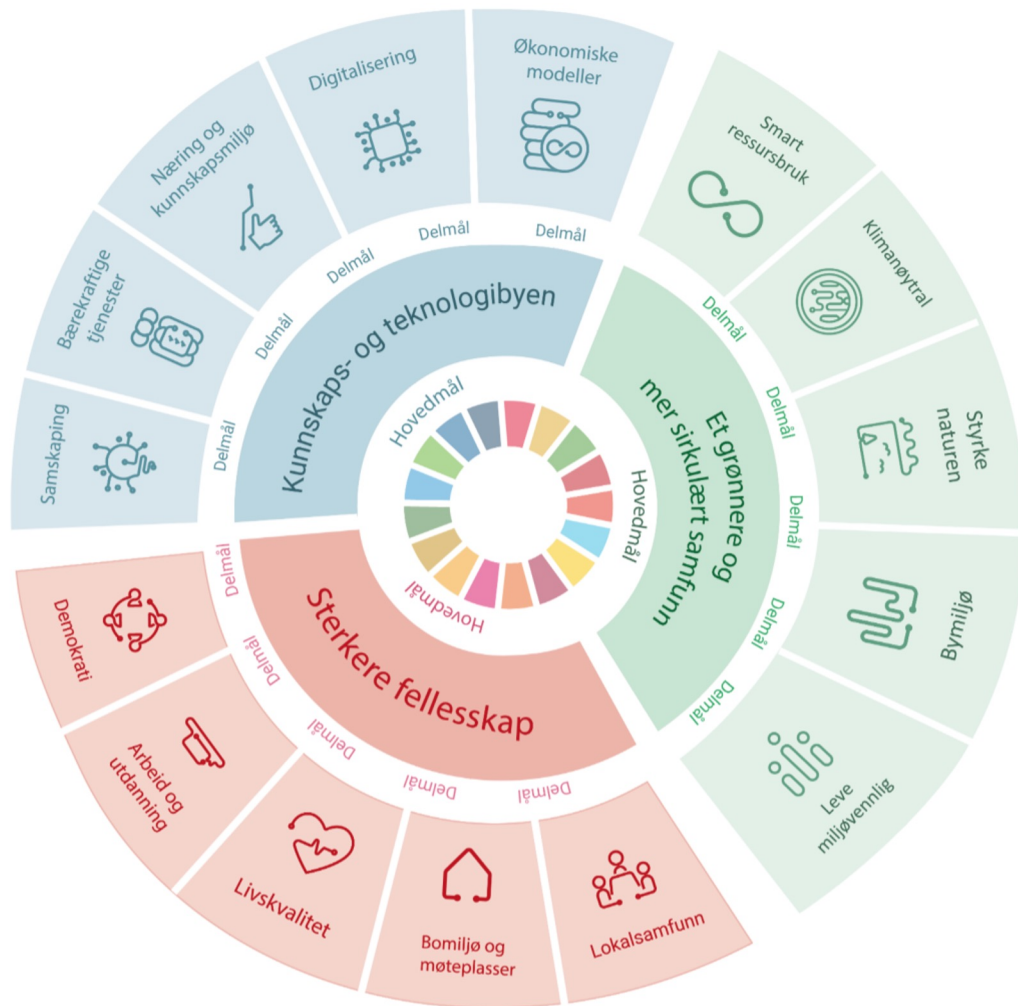 Økonomiske
modeller
Digitalisering
Næring og
kunnskapsmiljø
Bærekraftige
tjenester
Samskaping
Delmål
Delmål
Delmål
Delmål
Delmål
Kunnskaps- og teknologibyen
Hovedmål
Smart
ressursbruk
Klimanøytral
Styrke
naturen
Bymiljø
Leve
miljøvennlig
Delmål
Delmål
Delmål
Delmål
Delmål
Et grønnere og
mer sirkulært samfunn
Hovedmål
Hovedmål
Sterkere fellesskap
Delmål
Delmål
Delmål
Delmål
Delmål
Demokrati
Arbeid og
utdanning
Livskvalitet
Bomiljø og
møteplasser
Lokalsamfunn